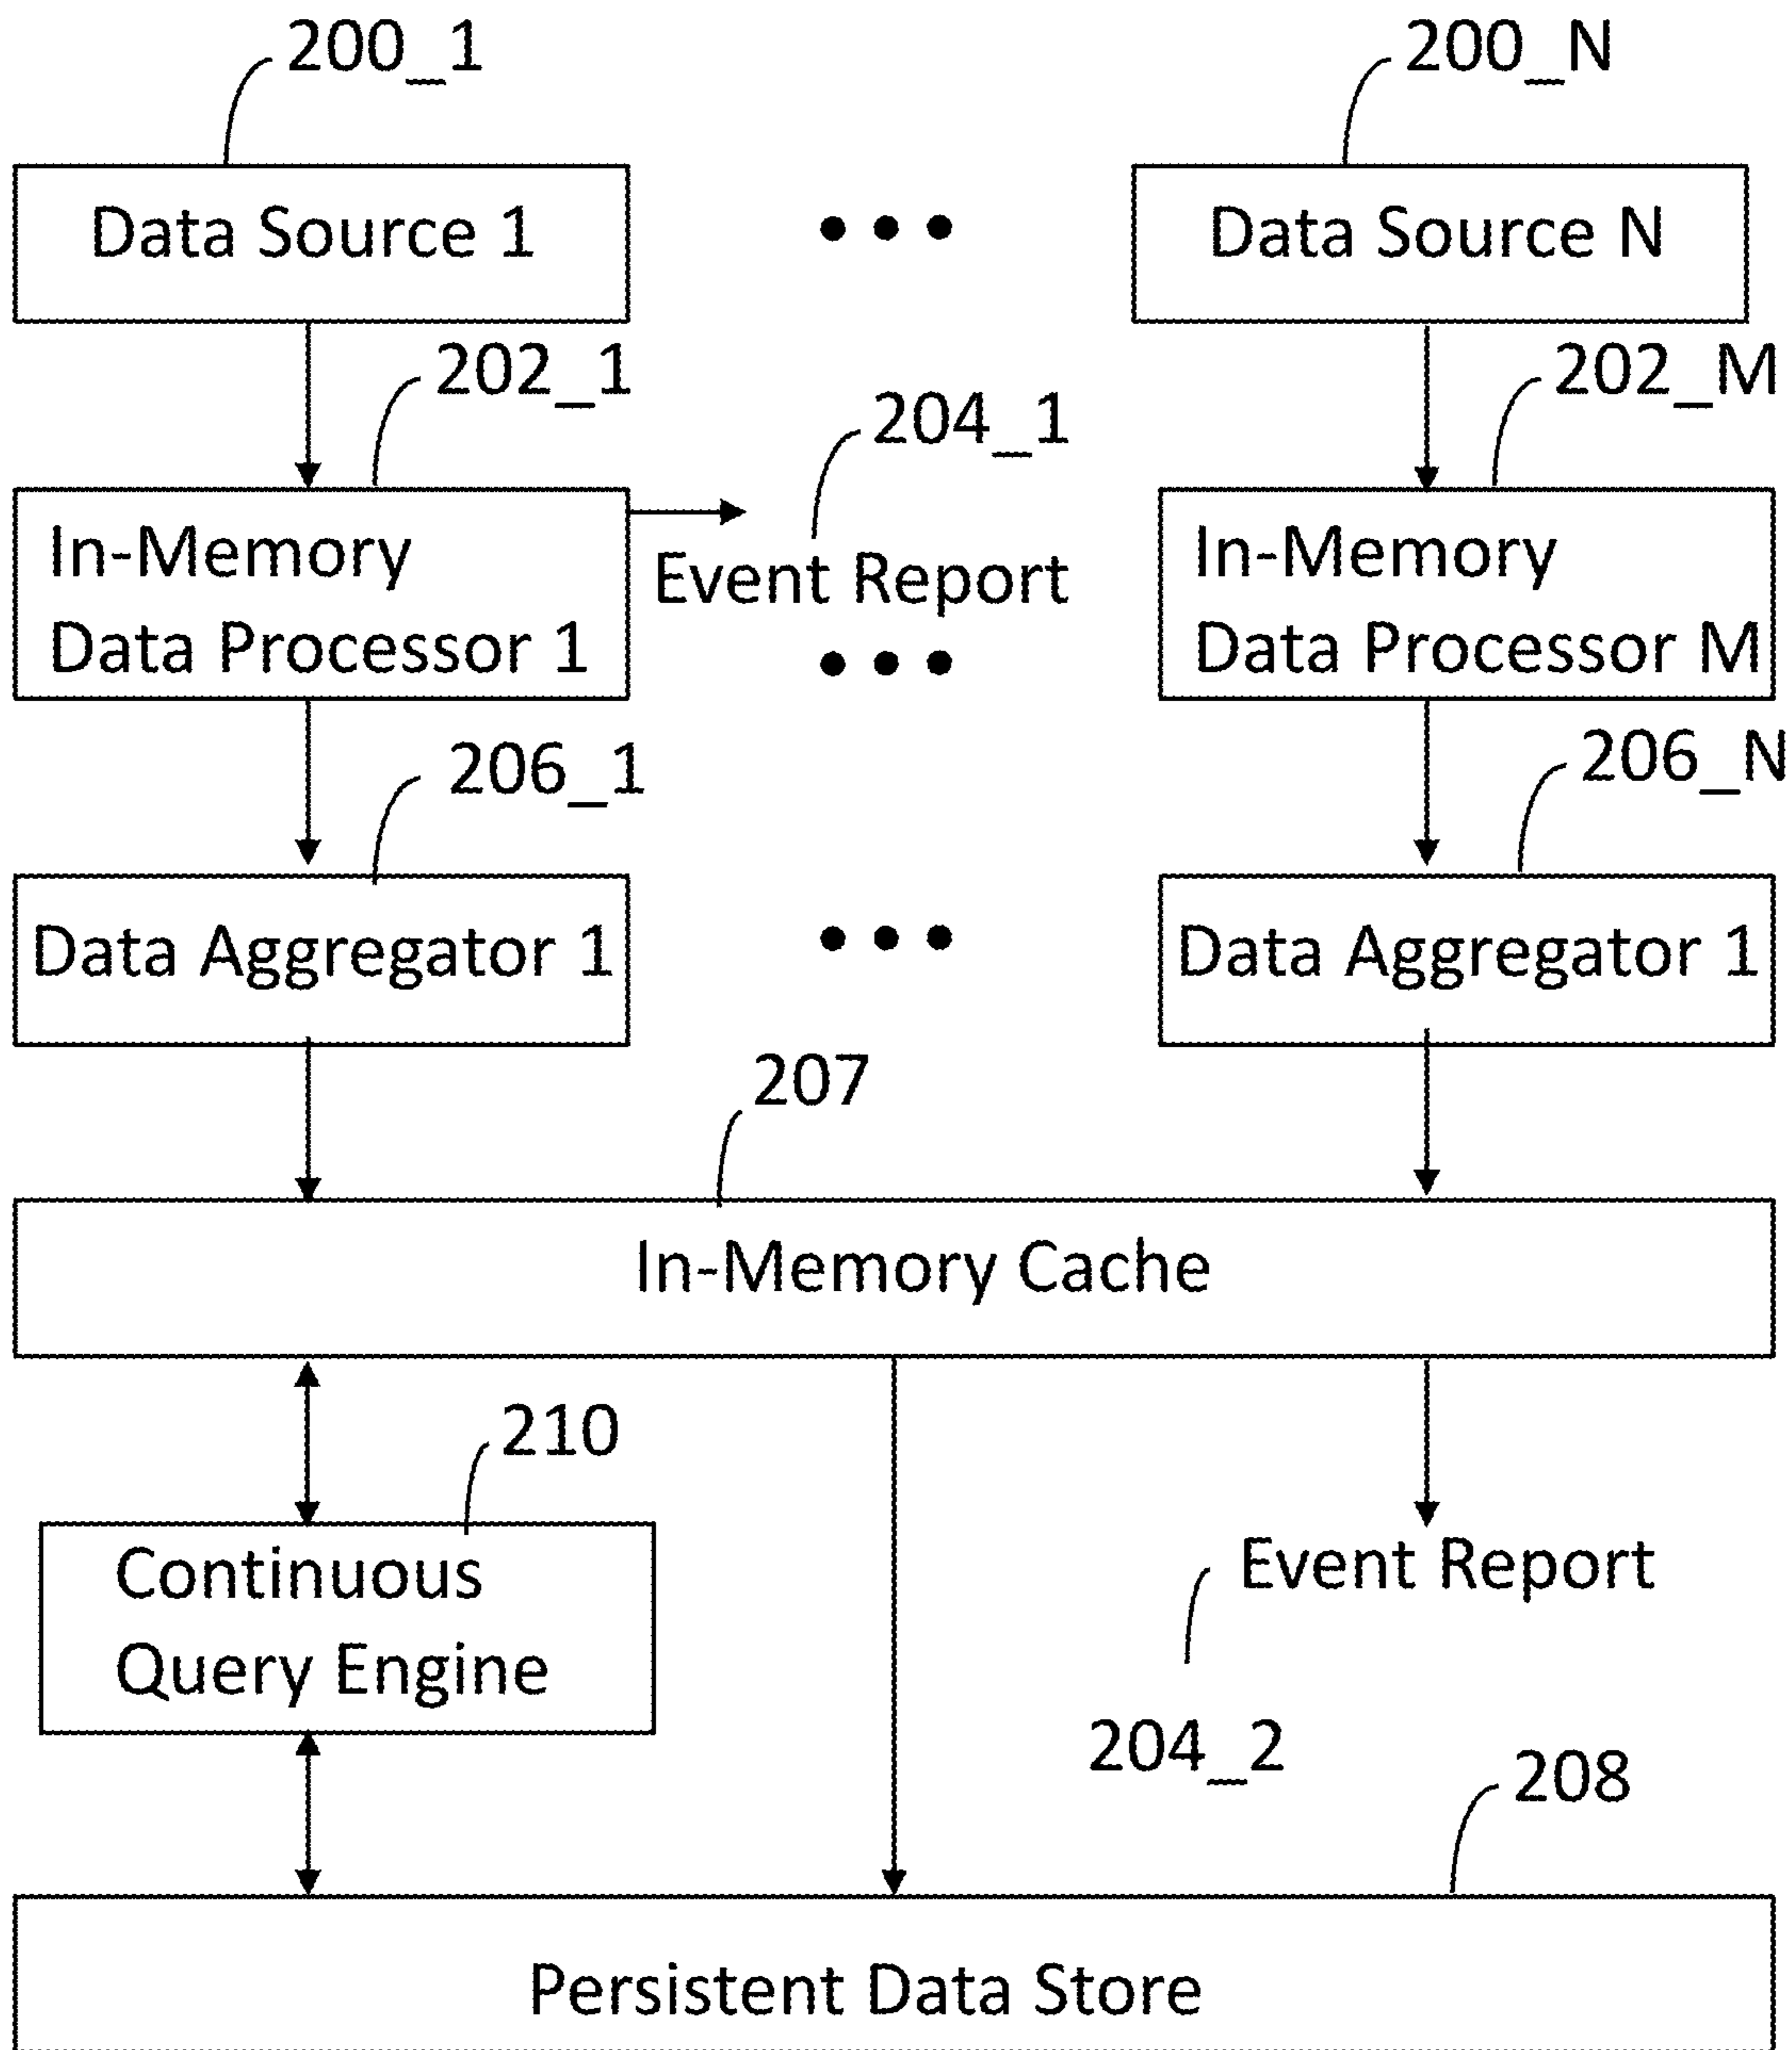 200_1
200_N
Data Source 1
Data Source N
202_1
202_M
204_1
In-Memory
Data Processor 1
Event Report
In-Memory
Data Processor M
206_1
206_N
Data Aggregator 1
Data Aggregator 1
207
In-Memory Cache
210
Continuous
Query Engine
Event Report
204_2
208
Persistent Data Store